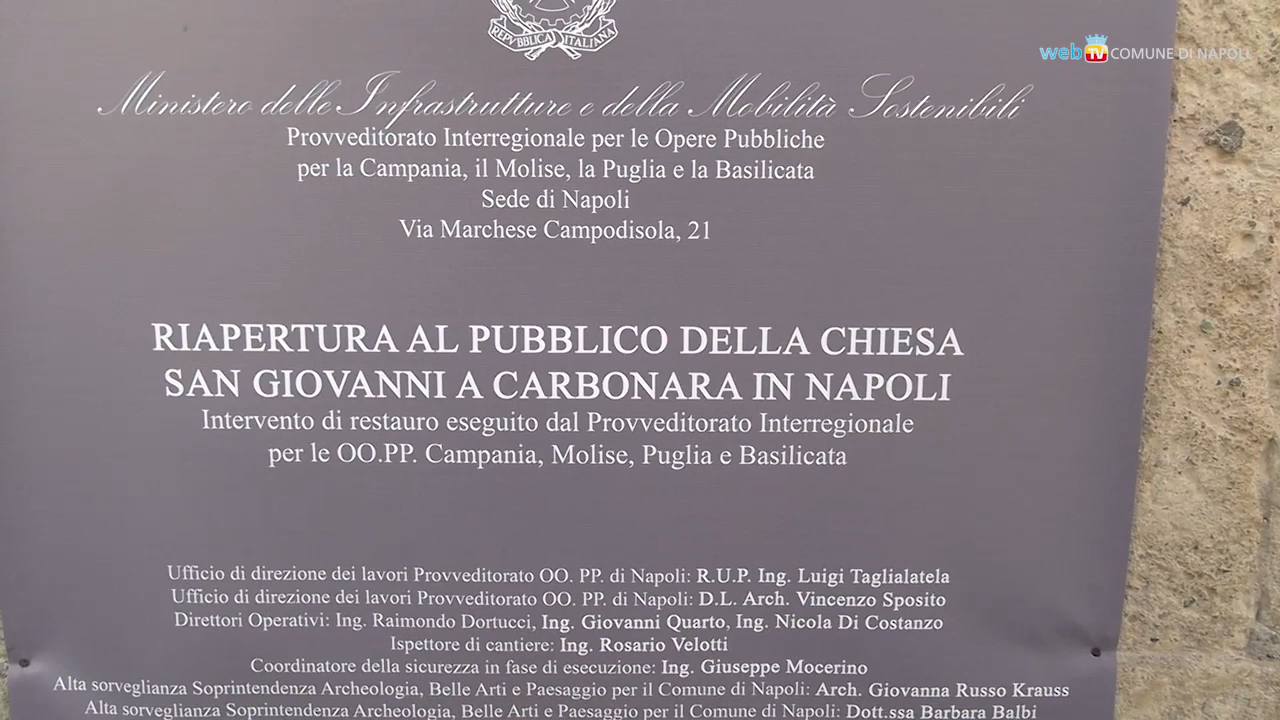 REPVBBLICA ITALIANA
web TV COMUNE DI NAPOLI
Ministero delle Infrastrutture e della Mobilità Sostenibili
Provveditorato Interregionale per le Opere Pubbliche
per la Campania, il Molise, la Puglia e la Basilicata
Sede di Napoli
Via Marchese Campodisola, 21
RIAPERTURA AL PUBBLICO DELLA CHIESA
SAN GIOVANNI A CARBONARA IN NAPOLI
Intervento di restauro eseguito dal Provveditorato Interregionale
per le OO.PP. Campania, Molise, Puglia e Basilicata
Ufficio di direzione dei lavori Provveditorato OO. PP. di Napoli: R.U.P. Ing. Luigi Taglialatela
Ufficio di direzione dei lavori Provveditorato OO. PP. di Napoli: D.L. Arch. Vincenzo Sposito
Direttori Operativi: Ing. Raimondo Dortucci, Ing. Giovanni Quarto, Ing. Nicola Di Costanzo
Ispettore di cantiere: Ing. Rosario Velotti
Coordinatore della sicurezza in fase di esecuzione: Ing. Giuseppe Mocerino
Alta sorveglianza Soprintendenza Archeologia, Belle Arti e Paesaggio per il Comune di Napoli: Arch. Giovanna Russo Krauss
Alta sorveglianza Soprintendenza Archeologia, Belle Arti e Paesaggio per il Comune di Napoli: Dott.ssa Barbara Balbi